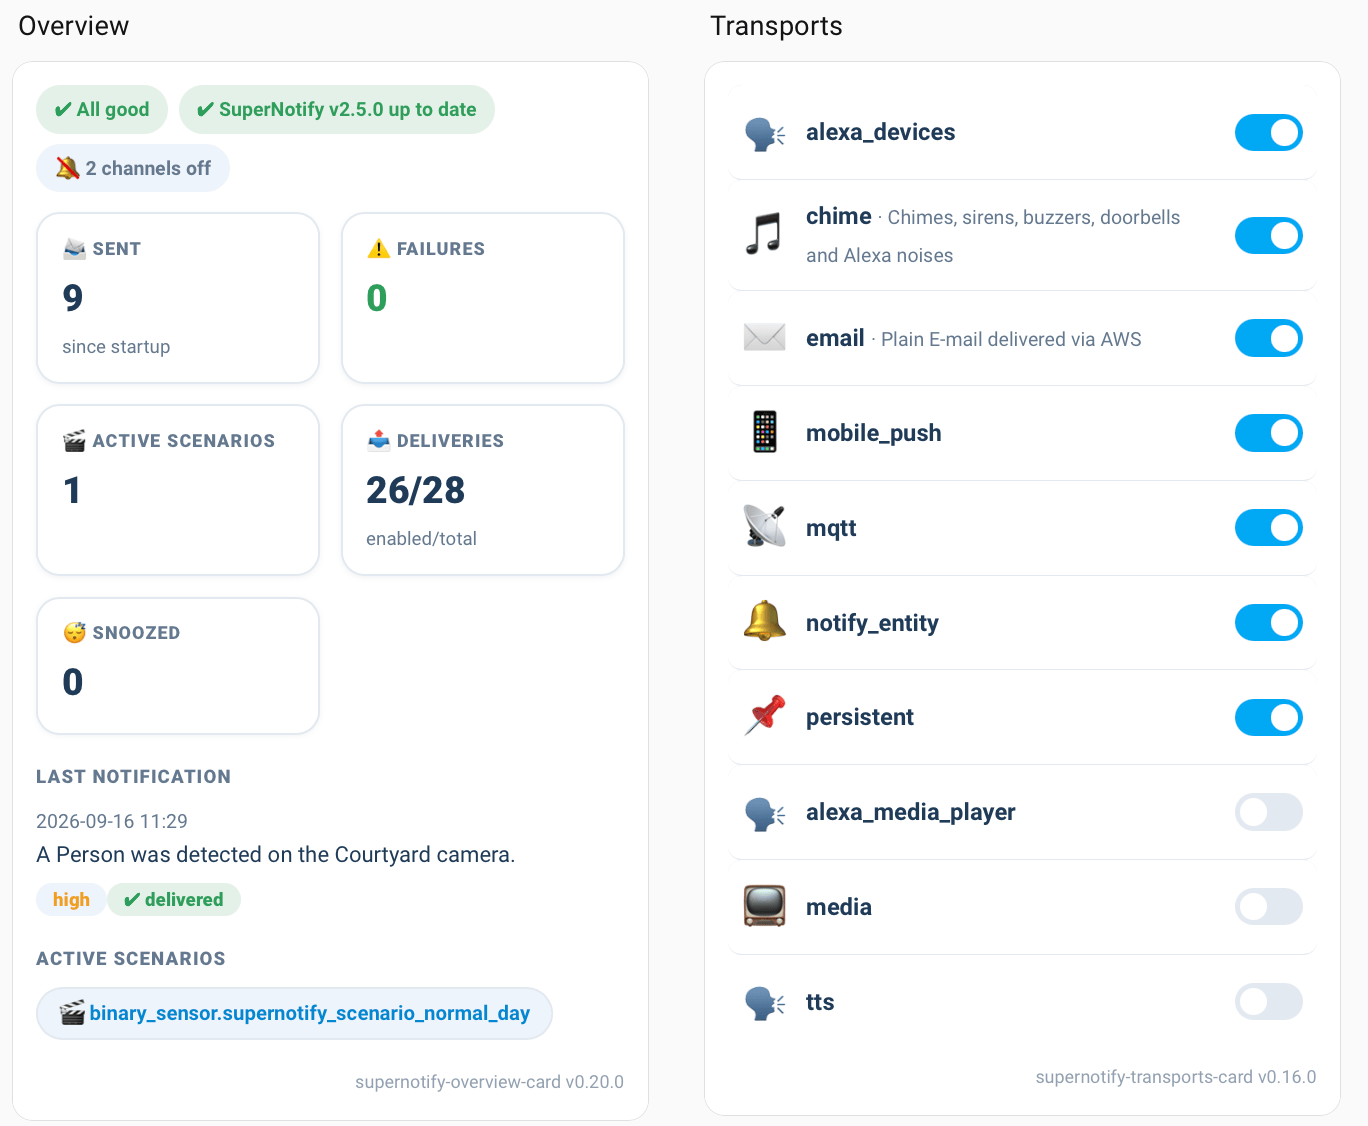 Overview
✔ All good
✔ SuperNotify v2.5.0 up to date
2 channels off
SENT
9
since startup
FAILURES
0
ACTIVE SCENARIOS
1
DELIVERIES
26/28
enabled/total
SNOOZED
0
LAST NOTIFICATION
2026-09-16 11:29
A Person was detected on the Courtyard camera.
high
✔ delivered
ACTIVE SCENARIOS
binary_sensor.supernotify_scenario_normal_day
supernotify-overview-card v0.20.0
Transports
alexa_devices
chime · Chimes, sirens, buzzers, doorbells
and Alexa noises
email · Plain E-mail delivered via AWS
mobile_push
mqtt
notify_entity
persistent
alexa_media_player
media
tts
supernotify-transports-card v0.16.0